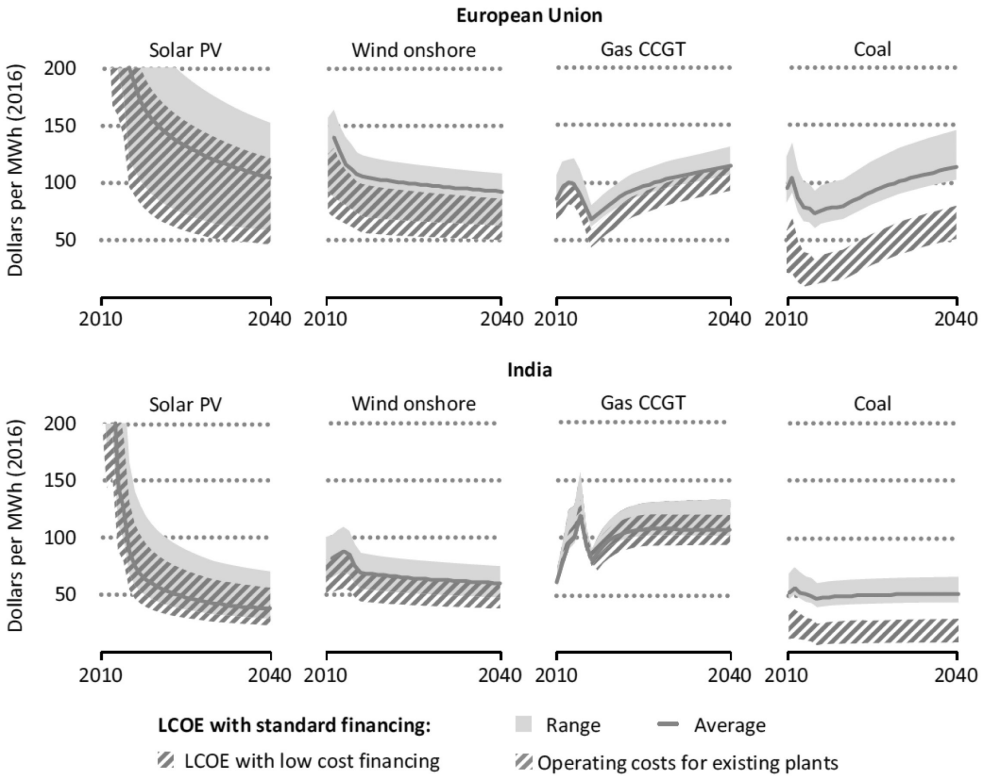 European Union
Solar PV Wind onshore Gas CCGT Coal
Dollars per MWh (2016)
200
150
100
50
2010 2040 2010 2040 2010 2040 2010 2040
India
Solar PV Wind onshore Gas CCGT Coal
Dollars per MWh (2016)
200
150
100
50
2010 2040 2010 2040 2010 2040 2010 2040
LCOE with standard financing: Range Average
LCOE with low cost financing Operating costs for existing plants